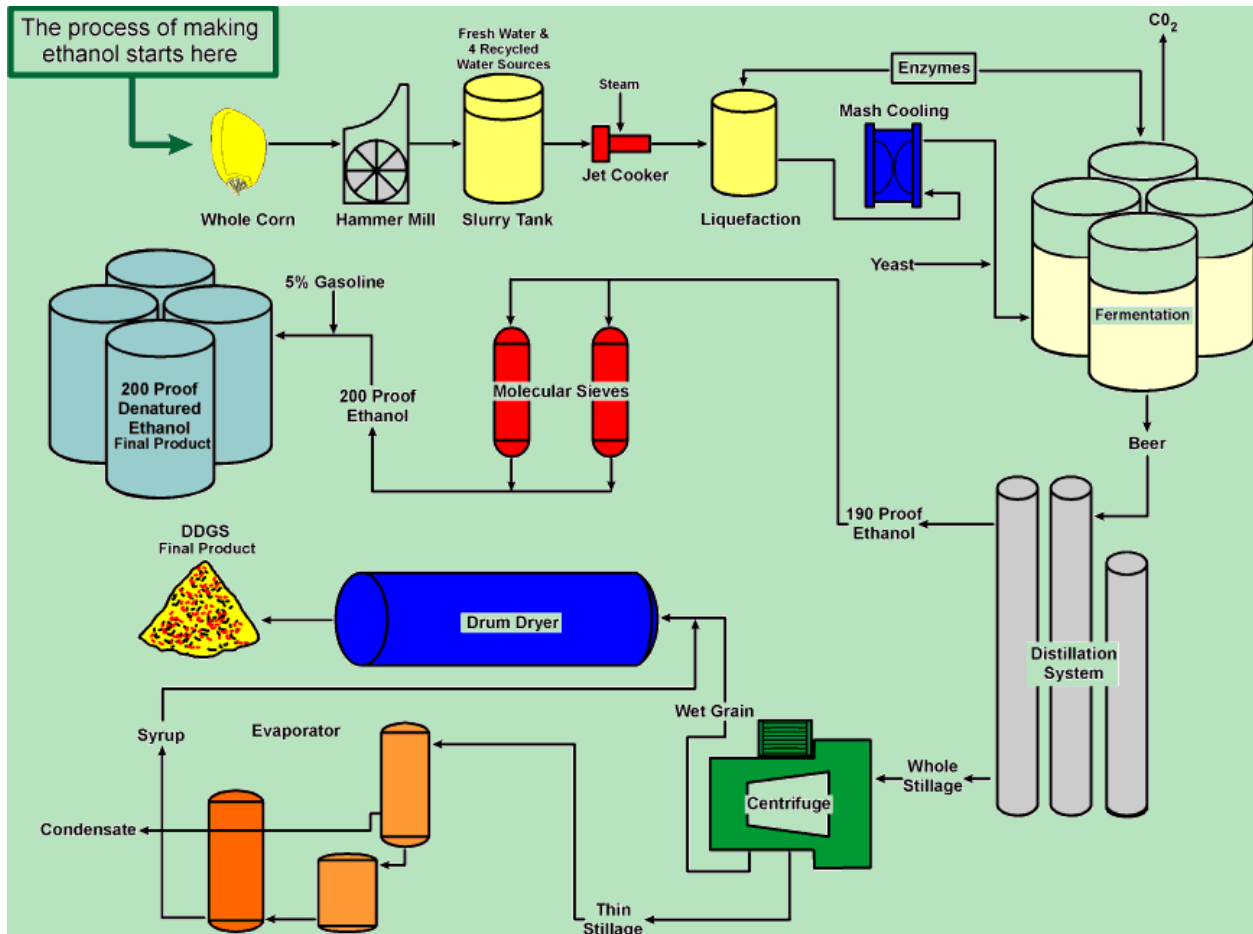 The process of making
ethanol starts here
Fresh Water &
4 Recycled
Water Sources
C0₂
Steam
Enzymes
Mash Cooling
Whole Corn
Hammer Mill
Slurry Tank
Jet Cooker
Liquefaction
Yeast
Fermentation
5% Gasoline
200 Proof
Denatured
Ethanol
Final Product
200 Proof
Ethanol
Molecular Sieves
Beer
190 Proof
Ethanol
DDGS
Final Product
Drum Dryer
Distillation
System
Syrup
Evaporator
Wet Grain
Whole
Stillage
Centrifuge
Condensate
Thin
Stillage